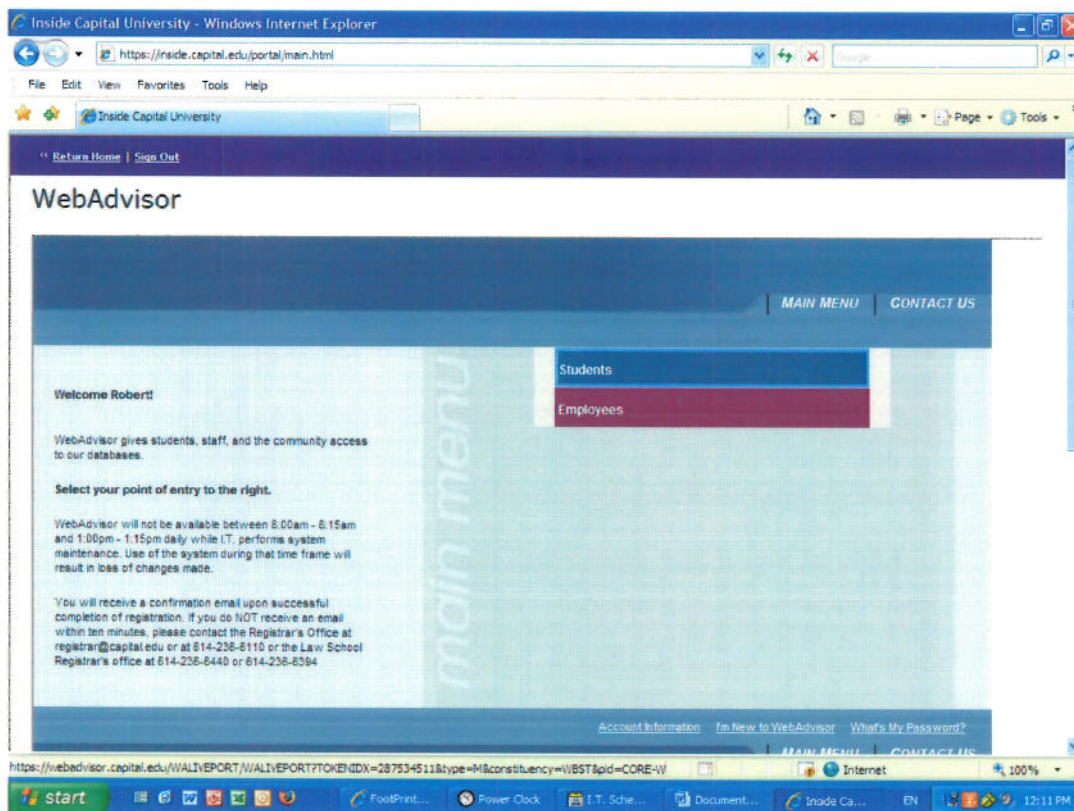 Inside Capital University - Windows Internet Explorer
https://inside.capital.edu/portal/main.html
Google
File Edit View Favorites Tools Help
Inside Capital University
Page Tools
‹‹ Return Home | Sign Out
WebAdvisor
MAIN MENU CONTACT US
main menu
Students
Employees
Welcome Robert!
WebAdvisor gives students, staff, and the community access
to our databases.
Select your point of entry to the right.
WebAdvisor will not be available between 6:00am - 6:15am
and 1:00pm - 1:15pm daily while I.T. performs system
maintenance. Use of the system during that time frame will
result in loss of changes made.
You will receive a confirmation email upon successful
completion of registration. If you do NOT receive an email
within ten minutes, please contact the Registrar's Office at
registrar@capital.edu or at 614-236-6110 or the Law School
Registrar's office at 614-236-6440 or 614-236-6394
Account Information I'm New to WebAdvisor What's My Password?
MAIN MENU CONTACT US
https://webadvisor.capital.edu/WALIVEPORT/WALIVEPORT?TOKENIDX=287534511&type=M&constituency=WBST&pid=CORE-W
Internet 100%
start FootPrint... Power Clock I.T. Sche... Document... Inside Ca... EN 12:11 PM